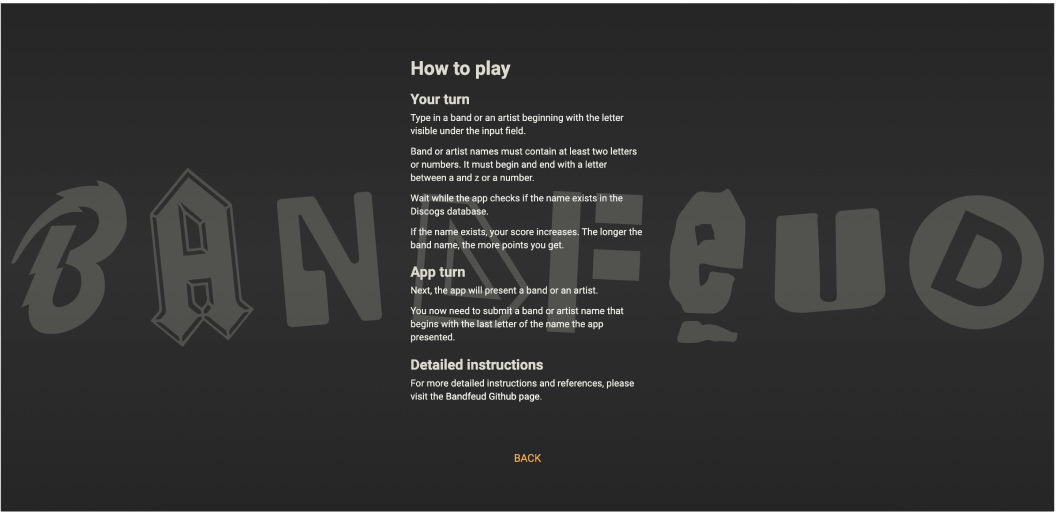 How to play
Your turn
Type in a band or an artist beginning with the letter
visible under the input field.
Band or artist names must contain at least two letters
or numbers. It must begin and end with a letter
between a and z or a number.
Wait while the app checks if the name exists in the
Discogs database.
If the name exists, your score increases. The longer the
band name, the more points you get.
BANDFeUD
App turn
Next, the app will present a band or an artist.
You now need to submit a band or artist name that
begins with the last letter of the name the app
presented.
Detailed instructions
For more detailed instructions and references, please
visit the Bandfeud Github page.
BACK